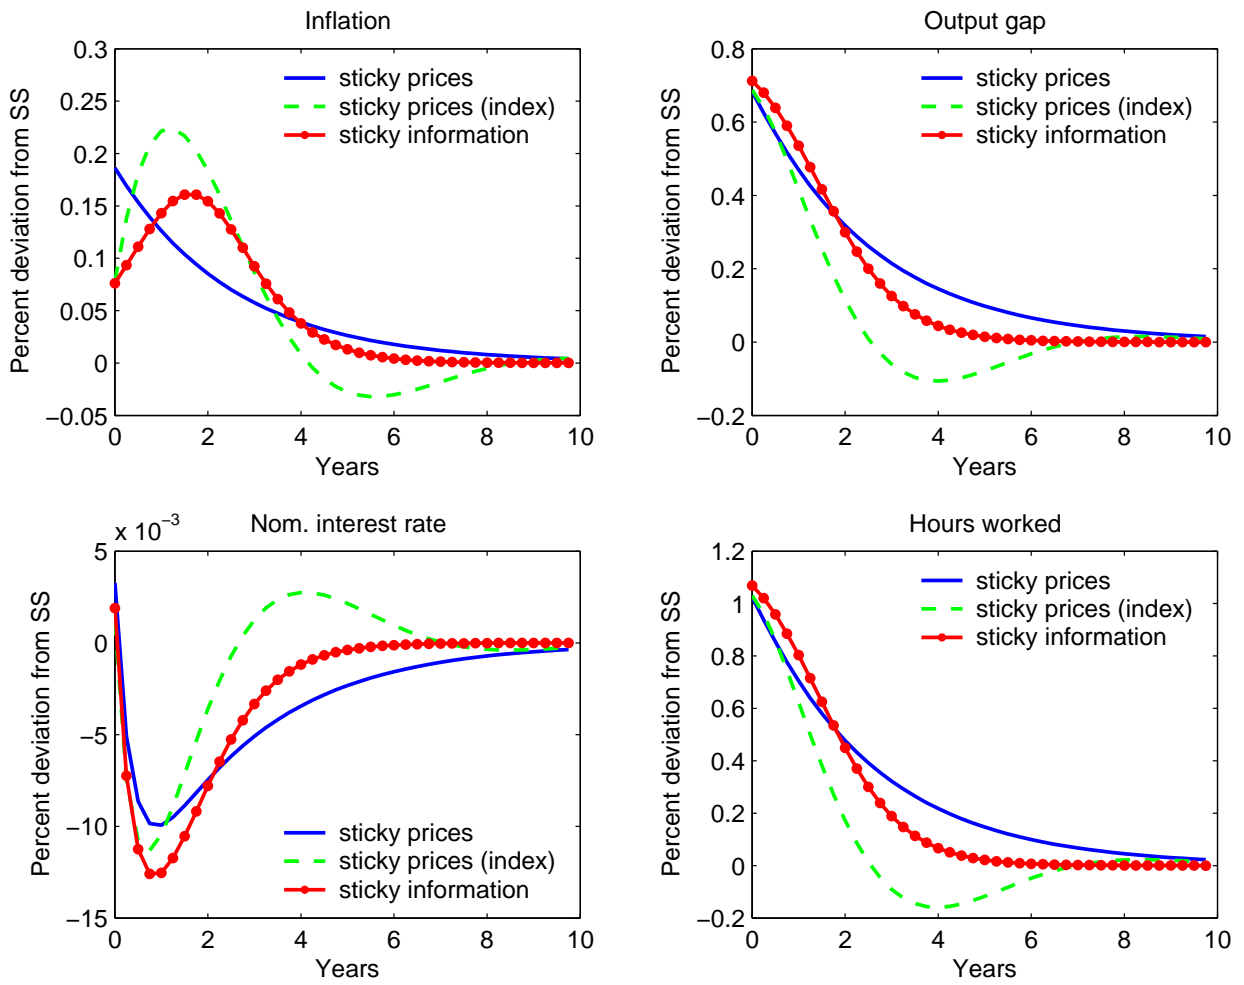 Inflation
Percent deviation from SS
0.3
0.25
0.2
0.15
0.1
0.05
0
−0.05
sticky prices
sticky prices (index)
sticky information
0 2 4 6 8 10
Years
Output gap
Percent deviation from SS
0.8
0.6
0.4
0.2
0
−0.2
sticky prices
sticky prices (index)
sticky information
0 2 4 6 8 10
Years
Nom. interest rate
x 10⁻³
Percent deviation from SS
5
0
−5
−10
−15
sticky prices
sticky prices (index)
sticky information
0 2 4 6 8 10
Years
Hours worked
Percent deviation from SS
1.2
1
0.8
0.6
0.4
0.2
0
−0.2
sticky prices
sticky prices (index)
sticky information
0 2 4 6 8 10
Years